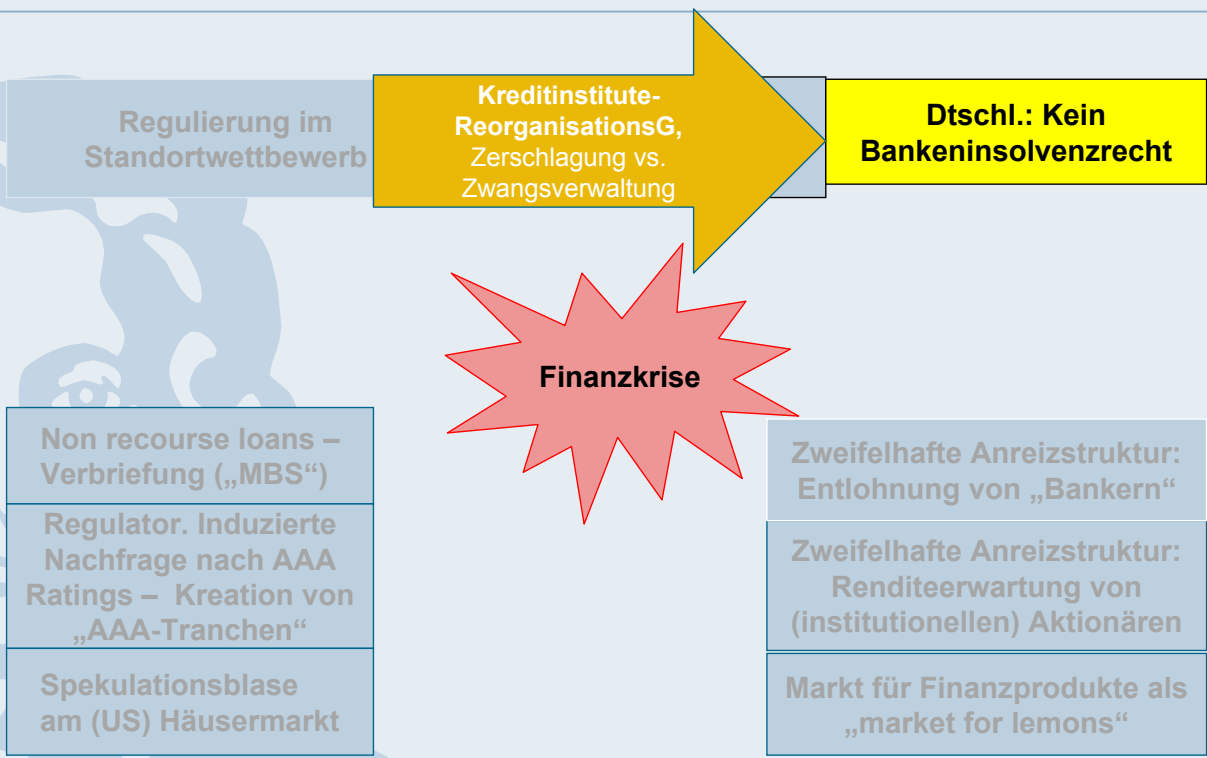 Regulierung im
Standortwettbewerb
Kreditinstitute-
ReorganisationsG,
Zerschlagung vs.
Zwangsverwaltung
Dtschl.: Kein
Bankeninsolvenzrecht
Finanzkrise
Non recourse loans –
Verbriefung („MBS“)
Regulator. Induzierte
Nachfrage nach AAA
Ratings – Kreation von
„AAA-Tranchen“
Spekulationsblase
am (US) Häusermarkt
Zweifelhafte Anreizstruktur:
Entlohnung von „Bankern“
Zweifelhafte Anreizstruktur:
Renditeerwartung von
(institutionellen) Aktionären
Markt für Finanzprodukte als
„market for lemons“